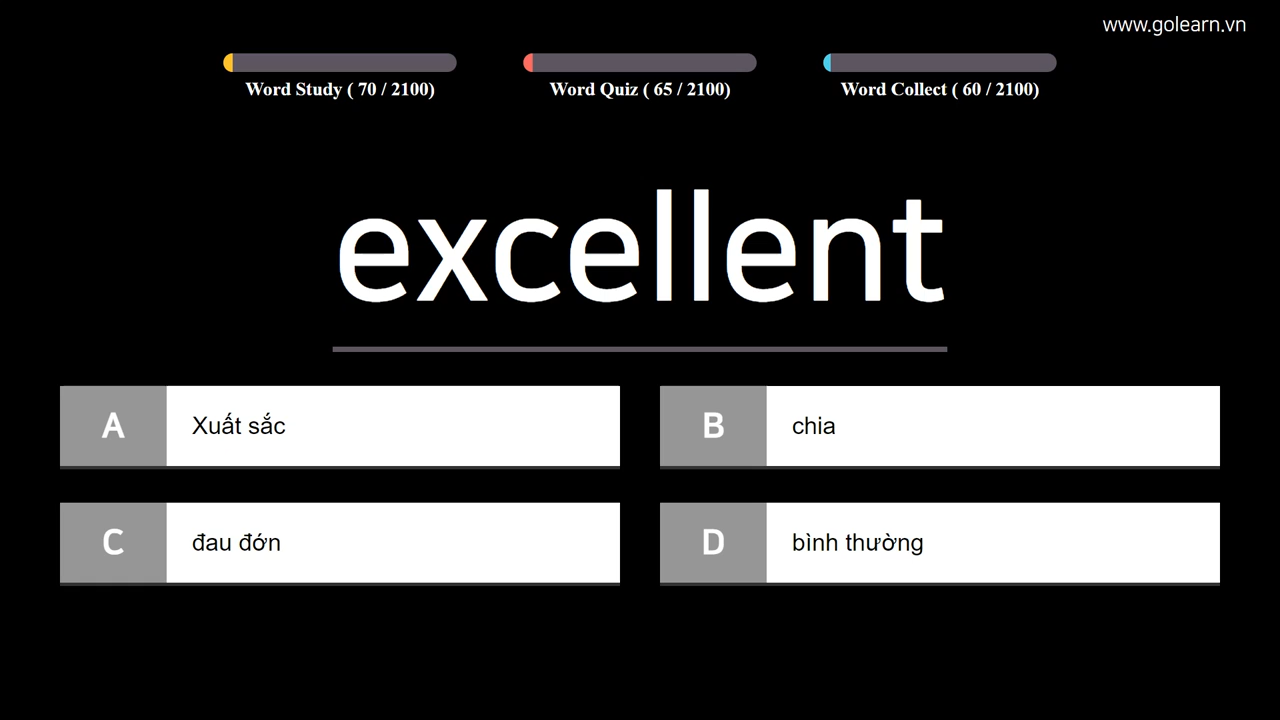 www.golearn.vn
Word Study ( 70 / 2100)
Word Quiz ( 65 / 2100)
Word Collect ( 60 / 2100)
excellent
A Xuất sắc
B chia
C đau đớn
D bình thường